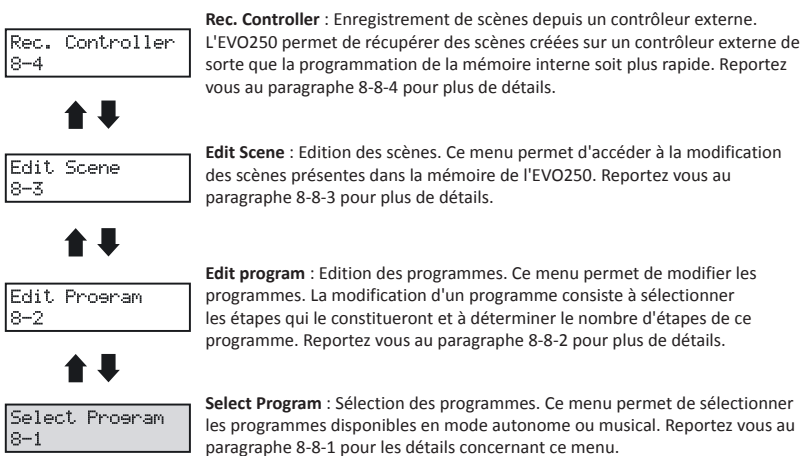 Rec. Controller : Enregistrement de scènes depuis un contrôleur externe.
L'EVO250 permet de récupérer des scènes créées sur un contrôleur externe de
sorte que la programmation de la mémoire interne soit plus rapide. Reportez
vous au paragraphe 8-8-4 pour plus de détails.
Rec. Controller
8-4
Edit Scene : Edition des scènes. Ce menu permet d'accéder à la modification
des scènes présentes dans la mémoire de l'EVO250. Reportez vous au
paragraphe 8-8-3 pour plus de détails.
Edit Scene
8-3
Edit program : Edition des programmes. Ce menu permet de modifier les
programmes. La modification d'un programme consiste à sélectionner
les étapes qui le constitueront et à déterminer le nombre d'étapes de ce
programme. Reportez vous au paragraphe 8-8-2 pour plus de détails.
Edit Program
8-2
Select Program : Sélection des programmes. Ce menu permet de sélectionner
les programmes disponibles en mode autonome ou musical. Reportez vous au
paragraphe 8-8-1 pour les détails concernant ce menu.
Select Program
8-1